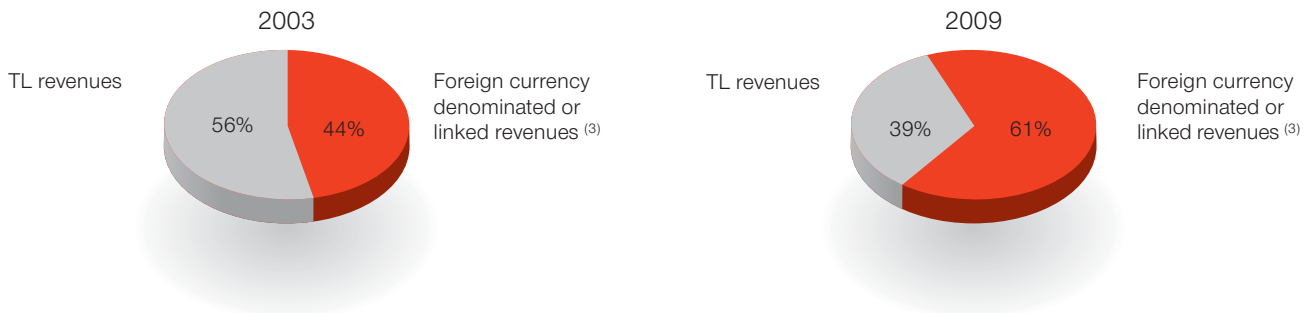 2003
TL revenues
56%
44%
Foreign currency
denominated or
linked revenues (3)
2009
TL revenues
39%
61%
Foreign currency
denominated or
linked revenues (3)